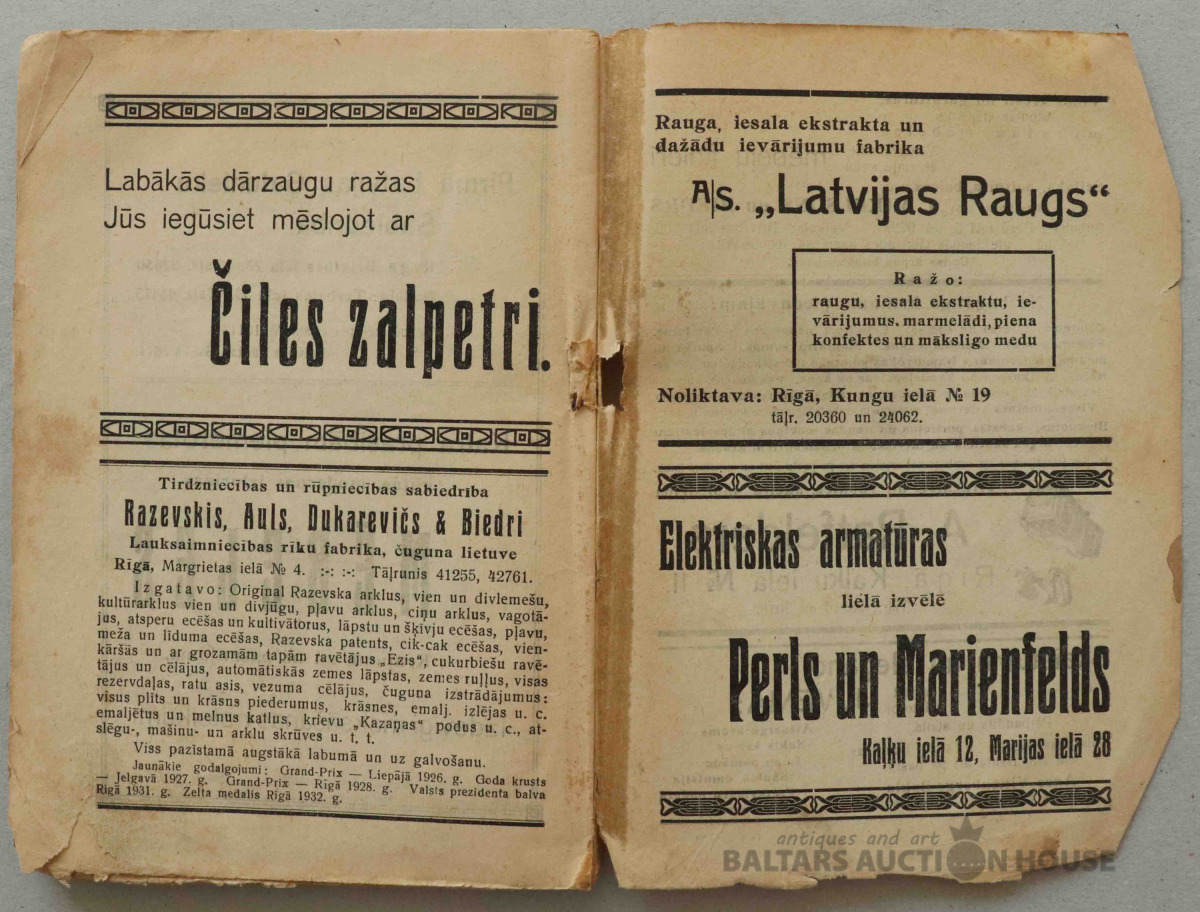 Labākās dārzaugu ražas
Jūs iegūsiet mēslojot ar
Čiles zalpetri.
Tirdzniecības un rūpniecības sabiedrība
Razevskis, Auls, Dukarevičs & Biedri
Lauksaimniecības rīku fabrika, čuguna lietuve
Rīgā, Margrietas ielā № 4. :-: :-: Tāļrunis 41255, 42761.
Izgatavo: Original Razevska arklus, vien un divlemešu,
kultūrarklus vien un divjūgu, pļavu arklus, ciņu arklus, vagotā-
jus, atsperu ecēšas un kultivātorus, lāpstu un šķīvju ecēšas, pļavu,
meža un līduma ecēšas, Razevska patents, cik-cak ecēšas, vien-
kāršās un ar grozamām tapām ravētājus „Ezis“, cukurbiešu ravē-
tājus un cēlājus, automātiskās zemes lāpstas, zemes ruļļus, visas
rezervdaļas, ratu asis, vezuma cēlājus, čuguna izstrādājumus:
visus plīts un krāsns piederumus, krāsnes, emalj. izlējas u. c.
emaljētus un melnus katlus, krievu „Kazaņas“ podus u. c., at-
slēgu-, mašinu- un arklu skrūves u. t. t.
Viss pazīstamā augstākā labumā un uz galvošanu.
Jaunākie godalgojumi: Grand-Prix — Liepājā 1926. g. Goda krusts
— Jelgavā 1927. g. Grand-Prix — Rīgā 1928. g. Valsts prezidenta balva
Rīgā 1931. g. Zelta medalis Rīgā 1932. g.
Rauga, iesala ekstrakta un
dažādu ievārijumu fabrika
A/s. „Latvijas Raugs“
Ražo:
raugu, iesala ekstraktu, ie-
vārijumus, marmelādi, piena
konfektes un māksligo medu
Noliktava: Rīgā, Kungu ielā № 19
tāļr. 20360 un 24062.
Elektriskas armatūras
lielā izvēlē
Perls un Marienfelds
Kaļķu ielā 12, Marijas ielā 28
antiques and art
BALTARS AUCTION HOUSE